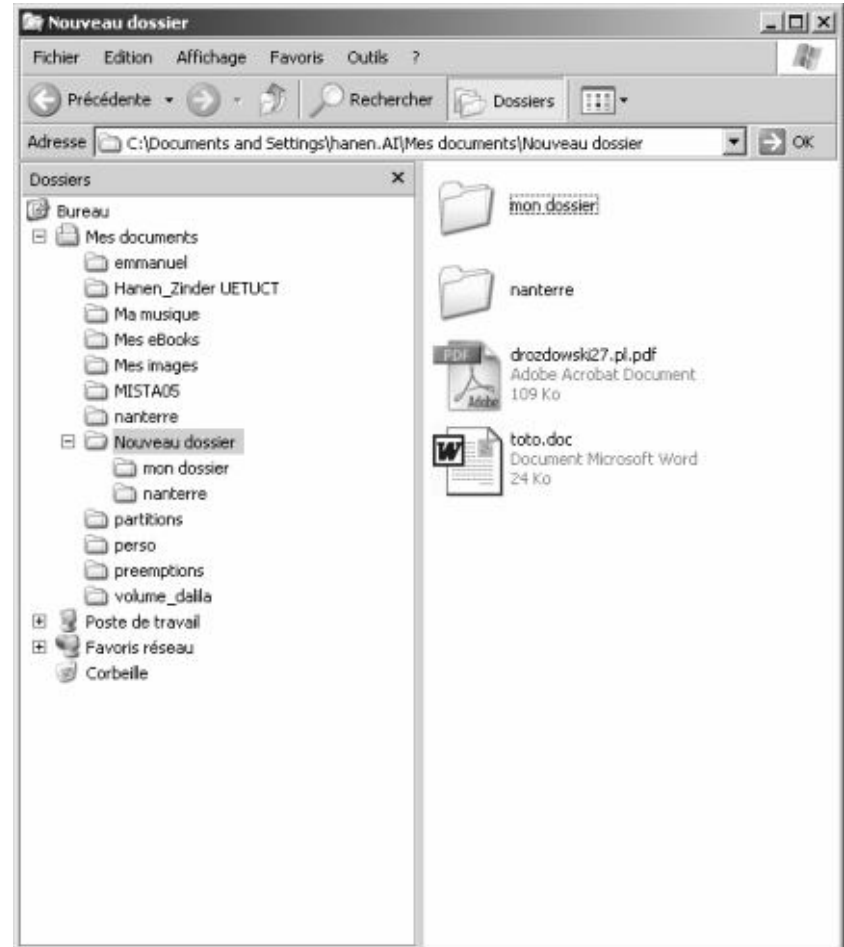 Nouveau dossier
Fichier Edition Affichage Favoris Outils ?
Précédente Rechercher Dossiers
Adresse C:\Documents and Settings\hanen.AI\Mes documents\Nouveau dossier OK
Dossiers
Bureau
Mes documents
emmanuel
Hanen_Zinder UETUCT
Ma musique
Mes eBooks
Mes images
MISTA05
nanterre
Nouveau dossier
mon dossier
nanterre
partitions
perso
preemptions
volume_dalila
Poste de travail
Favoris réseau
Corbeille
mon dossier
nanterre
PDF
Adobe
drozdowski27.pl.pdf
Adobe Acrobat Document
109 Ko
W
toto.doc
Document Microsoft Word
24 Ko